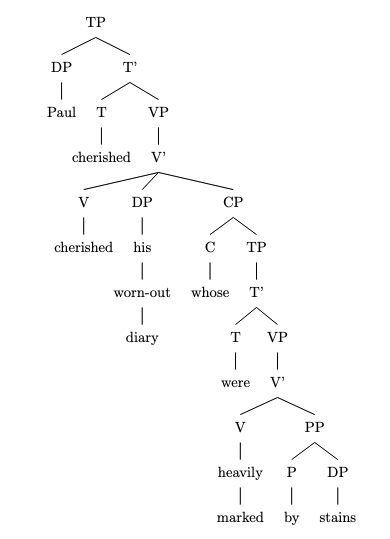 TP
DP T'
Paul T VP
cherished V'
V DP CP
cherished his C TP
worn-out whose T'
diary T VP
were V'
V PP
heavily P DP
marked by stains